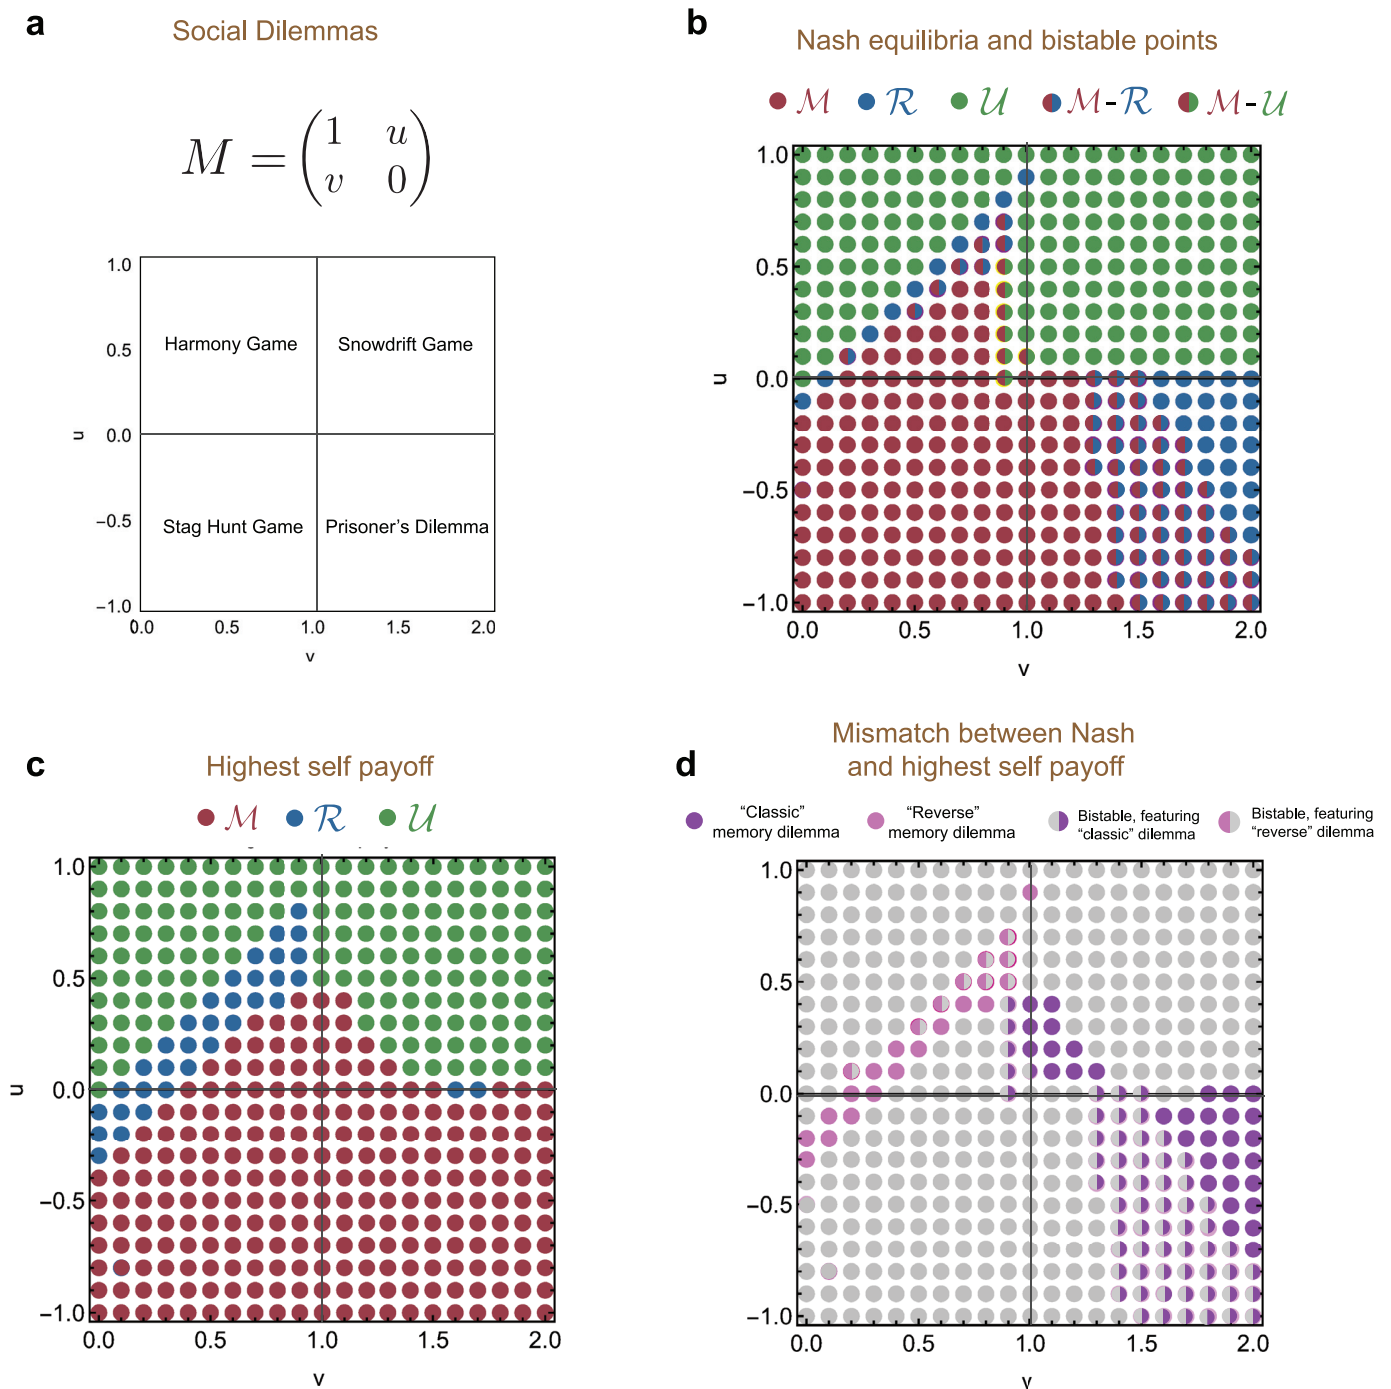 a
Social Dilemmas
M = (1 u
v 0)
1.0
0.5
0.0
−0.5
−1.0
u
Harmony Game
Snowdrift Game
Stag Hunt Game
Prisoner's Dilemma
0.0 0.5 1.0 1.5 2.0
v
b
Nash equilibria and bistable points
M R U M-R M-U
1.0
0.5
0.0
−0.5
−1.0
u
0.0 0.5 1.0 1.5 2.0
v
c
Highest self payoff
M R U
1.0
0.5
0.0
−0.5
−1.0
u
0.0 0.5 1.0 1.5 2.0
v
d
Mismatch between Nash
and highest self payoff
“Classic”
memory dilemma
“Reverse”
memory dilemma
Bistable, featuring
“classic” dilemma
Bistable, featuring
“reverse” dilemma
1.0
0.5
0.0
−0.5
−1.0
u
0.0 0.5 1.0 1.5 2.0
v